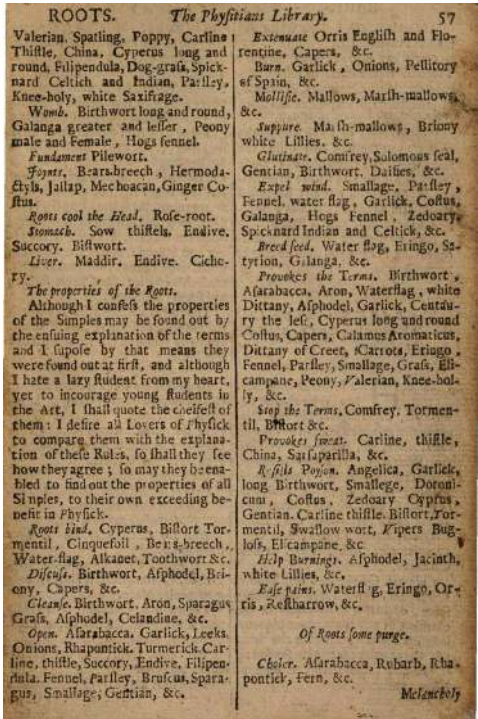 ROOTS. The Physitians Library. 57
Valerian. Spatling, Poppy, Carline
Thistle, China, Cyperus long and
round, Filipendula, Dog-grass, Spick-
nard Celtich and Indian, Parsley,
Knee-holy, white Saxifrage.
Womb. Birthwort long and round,
Galanga greater and lesser, Peony
male and Female, Hogs fennel.
Fundament Pilewort.
Joynts. Bears.breech, Hermoda-
ctyls, Jallap, Mechoacan, Ginger Co-
stus.
Roots cool the Head. Rose-root.
Stomach. Sow thistels. Endive.
Succory. Bistwort.
Liver. Maddir. Endive. Ciche-
ry.
The properties of the Roots.
Although I confess the properties
of the Simples may be found out by
the ensuing explanation of the terms
and I supose by that means they
were found out at first, and although
I hate a lazy student from my heart,
yet to incourage young students in
the Art, I shall quote the cheifest of
them: I desire all Lovers of Physick
to compare them with the explana-
tion of these Rules, so shall they see
how they agree; so may they be ena-
bled to find out the properties of all
Simples, to their own exceeding be-
nefit in Physick.
Roots bind. Cyperus, Bistort Tor-
mentil, Cinquefoil, Bears-breech,
Water-flag, Alkanet, Toothwort &c.
Discuss. Birthwort, Asphodel, Bri-
ony, Capers, &c.
Cleanse. Birthwort, Aron, Sparagus
Grass, Asphodel, Celandine, &c.
Open. Asarabacca. Garlick, Leeks.
Onions, Rhapontick. Turmerick. Car-
line, thistle, Succory, Endive. Filipen-
dula. Fennel, Parsley, Bruscus, Spara-
gus, Smallage, Gentian, &c.
Extenuate Orris English and Flo-
rentine, Capers, &c.
Burn. Garlick, Onions, Pellitory
of Spain, &c.
Mollifie. Mallows, Marsh-mallows,
&c.
Suppure. Marsh-mallows, Briony
white Lillies. &c.
Glutinate. Comfrey, Solomons seal,
Gentian, Birthwort, Daisies, &c.
Expel wind. Smallage, Parsley,
Fennel, water flag, Garlick, Costus,
Galanga, Hogs Fennel, Zedoary,
Spicknard Indian and Celtick, &c.
Breed seed. Water flag, Eringo, Sa-
tyrion, Galanga, &c.
Provokes the Terms. Birthwort,
Asarabacca, Aron, Waterflag, white
Dittany, Asphodel, Garlick, Centau-
ry the less, Cyperus long and round
Costus, Capers, Calamus Aromaticus,
Dittany of Creet, Carrots, Eringo,
Fennel, Parsley, Smallage, Grass, Eli-
campane, Peony, Valerian, Knee-hol-
ly, &c.
Stop the Terms, Comfrey. Tormen-
til, Bistort &c.
Provokes sweat. Carline, thistle,
China, Sarsaparilla, &c.
Resists Poyson. Angelica, Garlick,
long Birthwort, Smallege, Doroni-
cum, Costus, Zedoary Cyprus,
Gentian. Carline thistle. Bistort, Tor-
mentil, Swallow wort, Vipers Bug-
loss, Elicampane, &c.
Help Burnings. Asphodel, Jacinth,
white Lillies, &c.
Ease pains. Waterflag, Eringo, Or-
ris, Restharrow, &c.
Of Roots some purge.
Choler. Asarabacca, Rubarb, Rha-
pontick, Fern, &c.
Melancholy